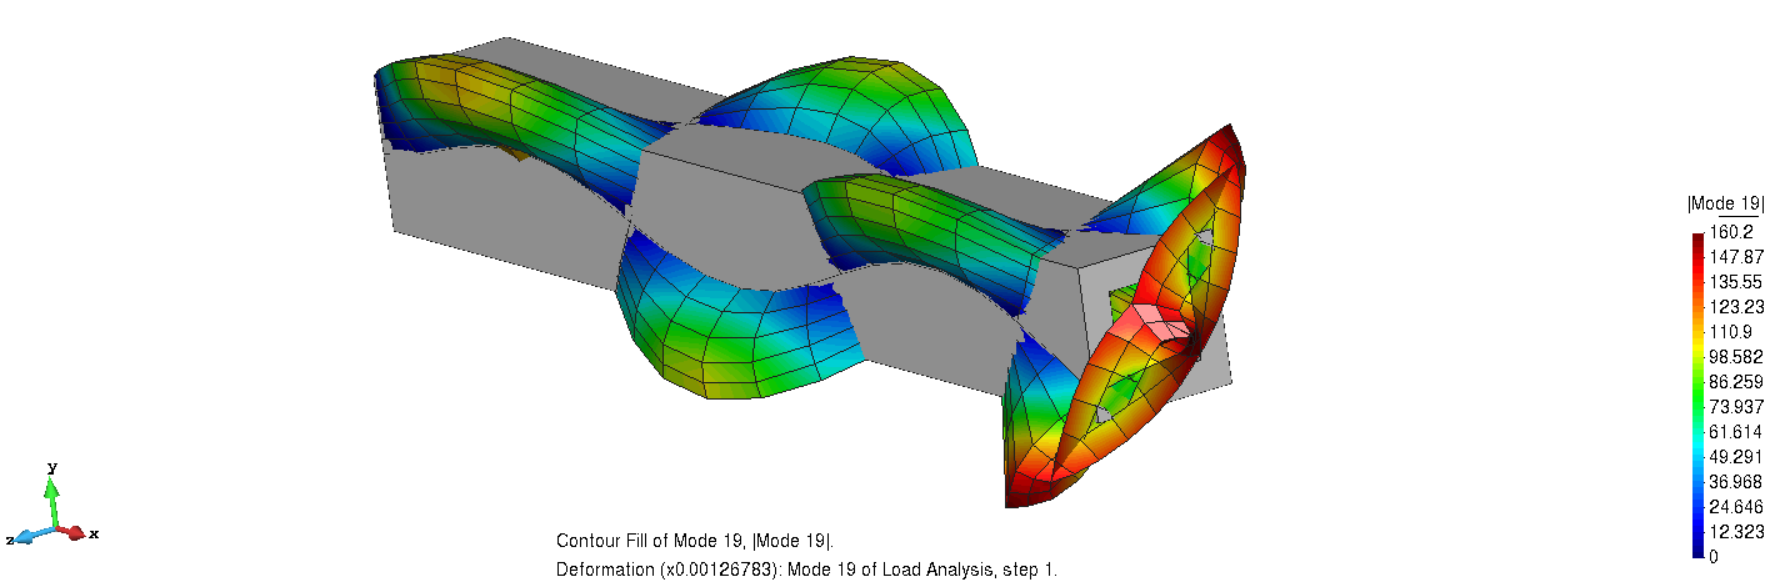 |Mode 19|
160.2
147.87
135.55
123.23
110.9
98.582
86.259
73.937
61.614
49.291
36.968
24.646
12.323
0
y
z
x
Contour Fill of Mode 19, |Mode 19|.
Deformation (x0.00126783): Mode 19 of Load Analysis, step 1.